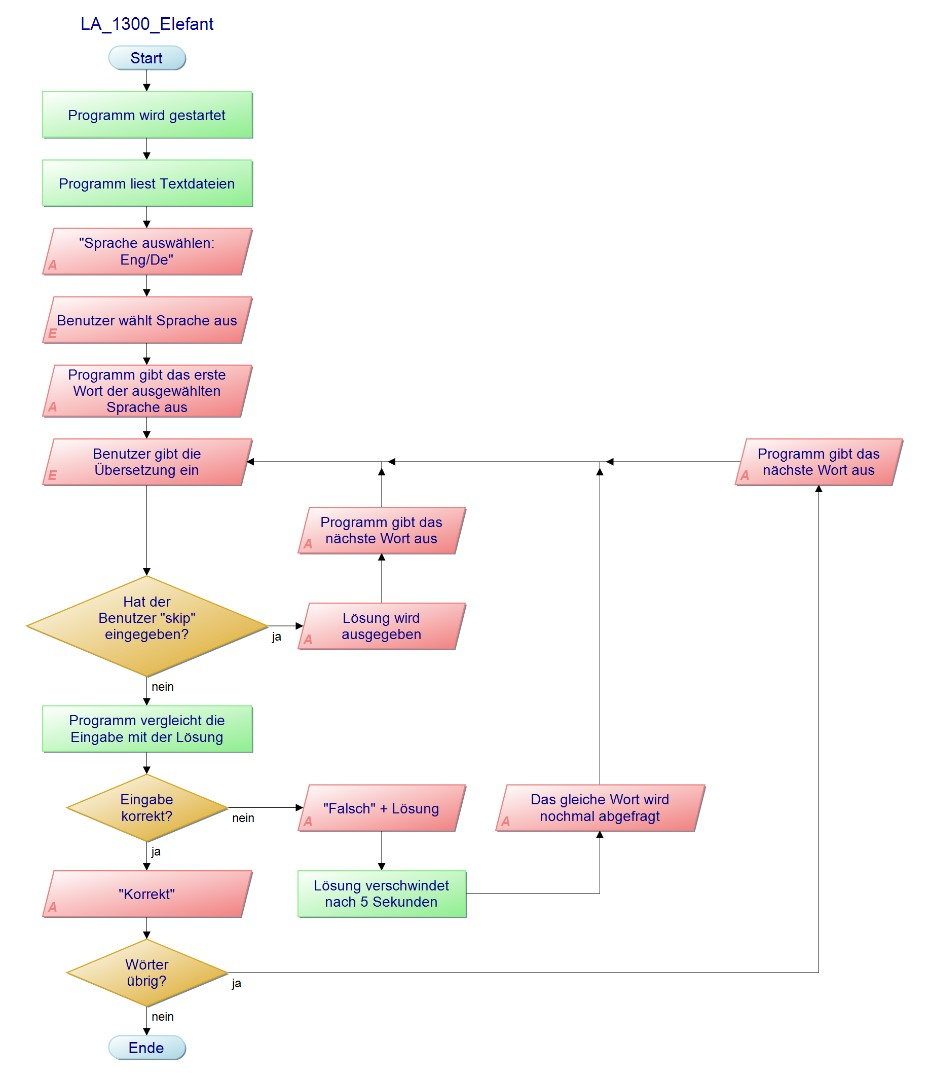 LA_1300_Elefant
Start
Programm wird gestartet
Programm liest Textdateien
"Sprache auswählen:
Eng/De"
A
Benutzer wählt Sprache aus
E
Programm gibt das erste
Wort der ausgewählten
Sprache aus
A
Benutzer gibt die
Übersetzung ein
E
Programm gibt das
nächste Wort aus
A
Programm gibt das
nächste Wort aus
A
Hat der
Benutzer "skip"
eingegeben?
ja
Lösung wird
ausgegeben
A
nein
Programm vergleicht die
Eingabe mit der Lösung
Eingabe
korrekt?
nein
"Falsch" + Lösung
A
Das gleiche Wort wird
nochmal abgefragt
A
ja
"Korrekt"
A
Lösung verschwindet
nach 5 Sekunden
Wörter
übrig?
ja
nein
Ende